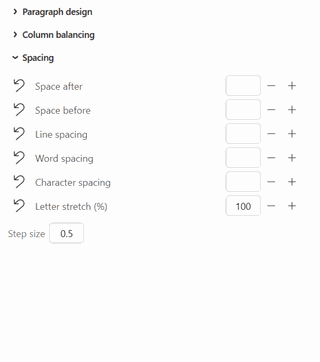 Paragraph design
Column balancing
Spacing
Space after
Space before
Line spacing
Word spacing
Character spacing
Letter stretch (%) 100
Step size 0.5